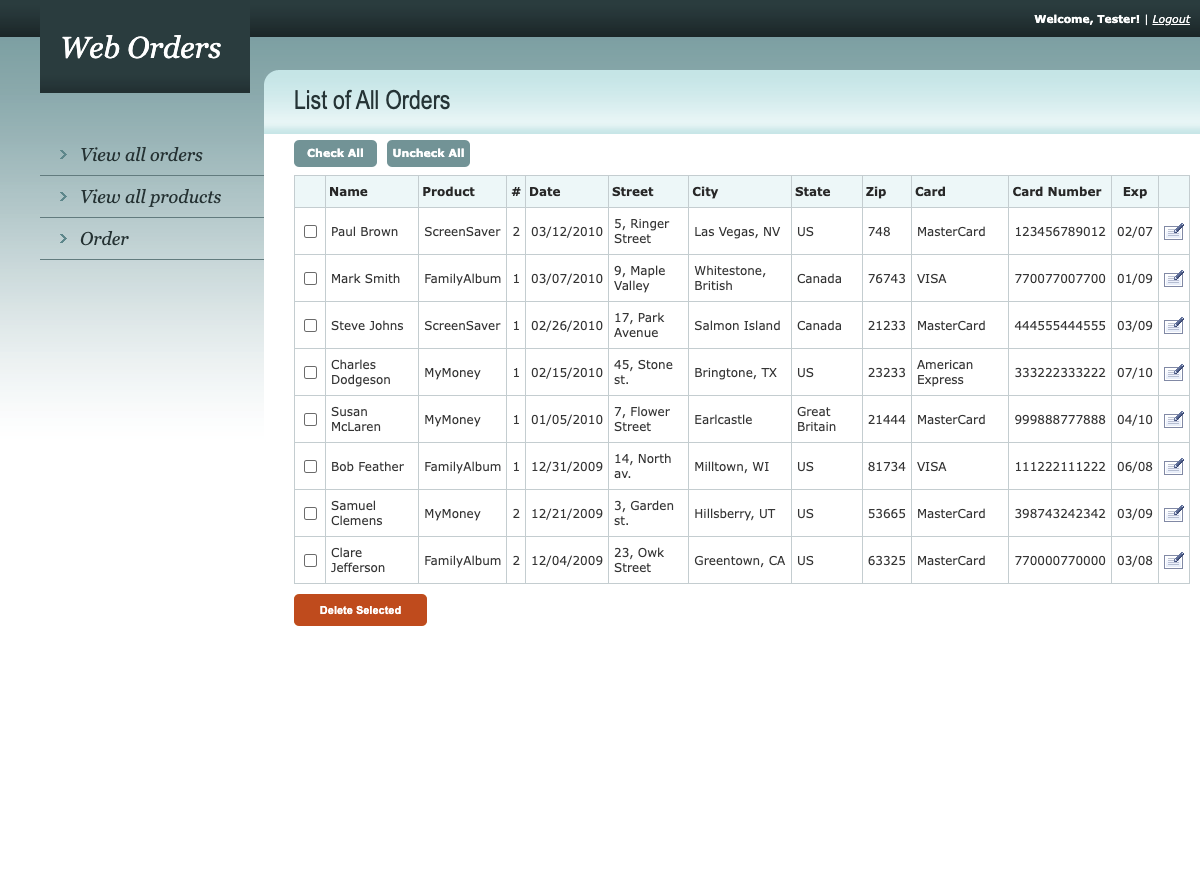 Welcome, Tester! | Logout
Web Orders
List of All Orders
View all orders
View all products
Order
Check All Uncheck All
Name Product # Date Street City State Zip Card Card Number Exp
Paul Brown ScreenSaver 2 03/12/2010 5, Ringer Street Las Vegas, NV US 748 MasterCard 123456789012 02/07
Mark Smith FamilyAlbum 1 03/07/2010 9, Maple Valley Whitestone, British Canada 76743 VISA 770077007700 01/09
Steve Johns ScreenSaver 1 02/26/2010 17, Park Avenue Salmon Island Canada 21233 MasterCard 444555444555 03/09
Charles Dodgeson MyMoney 1 02/15/2010 45, Stone st. Bringtone, TX US 23233 American Express 333222333222 07/10
Susan McLaren MyMoney 1 01/05/2010 7, Flower Street Earlcastle Great Britain 21444 MasterCard 999888777888 04/10
Bob Feather FamilyAlbum 1 12/31/2009 14, North av. Milltown, WI US 81734 VISA 111222111222 06/08
Samuel Clemens MyMoney 2 12/21/2009 3, Garden st. Hillsberry, UT US 53665 MasterCard 398743242342 03/09
Clare Jefferson FamilyAlbum 2 12/04/2009 23, Owk Street Greentown, CA US 63325 MasterCard 770000770000 03/08
Delete Selected